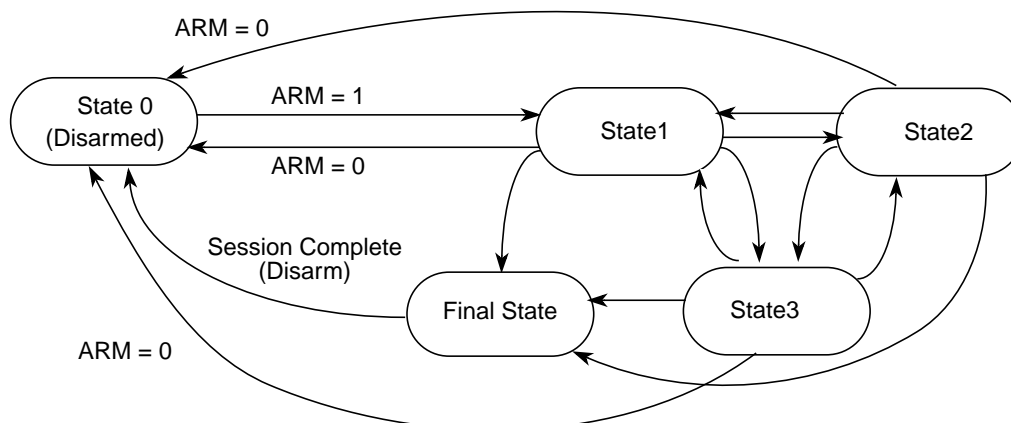 ARM = 0
State 0
(Disarmed)
ARM = 1
ARM = 0
State1
State2
Session Complete
(Disarm)
Final State
State3
ARM = 0